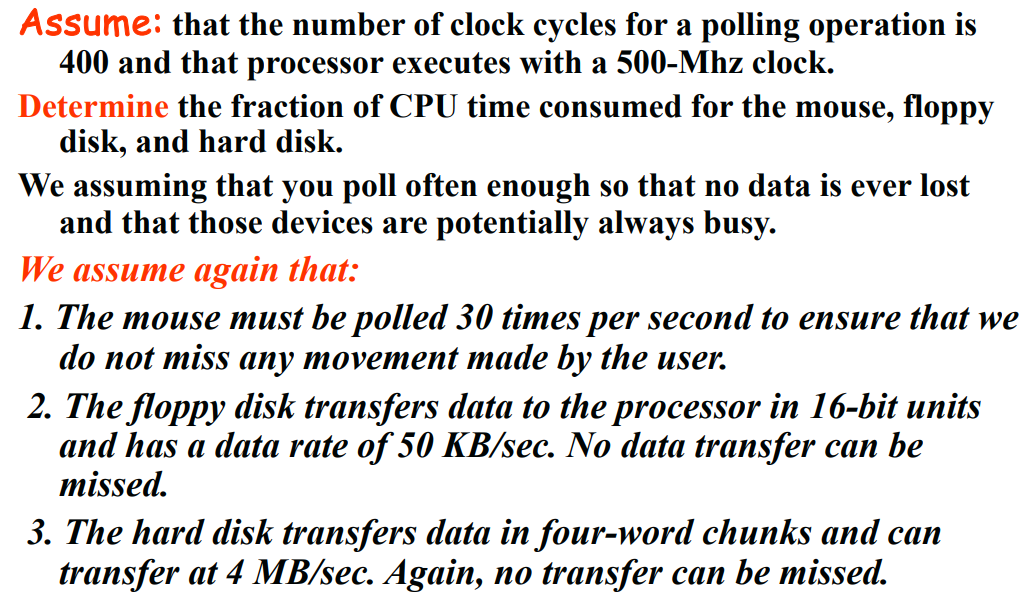 Assume: that the number of clock cycles for a polling operation is
400 and that processor executes with a 500-Mhz clock.
Determine the fraction of CPU time consumed for the mouse, floppy
disk, and hard disk.
We assuming that you poll often enough so that no data is ever lost
and that those devices are potentially always busy.
We assume again that:
1. The mouse must be polled 30 times per second to ensure that we
do not miss any movement made by the user.
2. The floppy disk transfers data to the processor in 16-bit units
and has a data rate of 50 KB/sec. No data transfer can be
missed.
3. The hard disk transfers data in four-word chunks and can
transfer at 4 MB/sec. Again, no transfer can be missed.